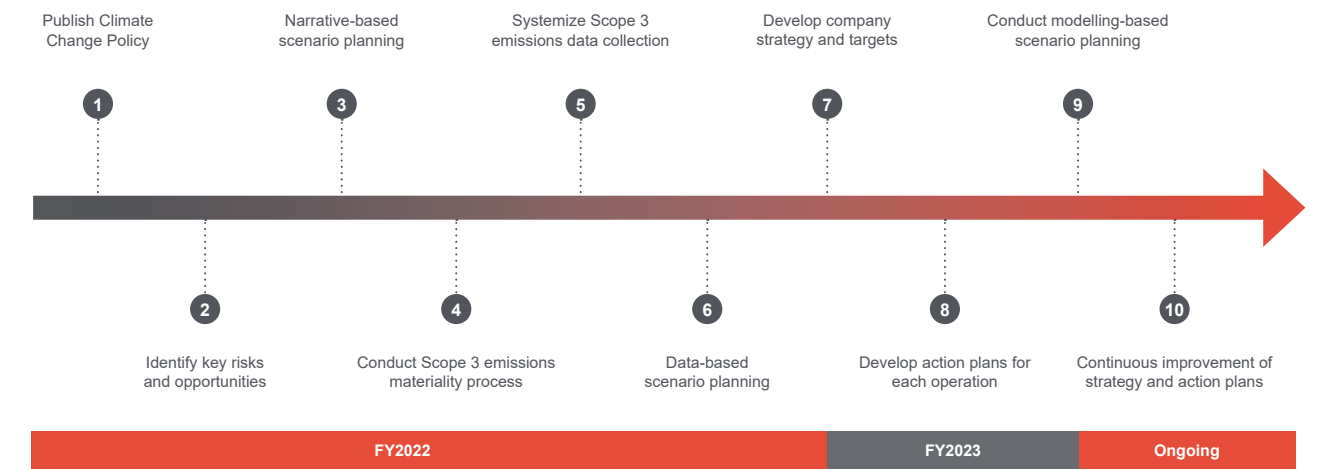 Publish Climate
Change Policy
Narrative-based
scenario planning
Systemize Scope 3
emissions data collection
Develop company
strategy and targets
Conduct modelling-based
scenario planning
1
3
5
7
9
2
4
6
8
10
Identify key risks
and opportunities
Conduct Scope 3 emissions
materiality process
Data-based
scenario planning
Develop action plans for
each operation
Continuous improvement of
strategy and action plans
FY2022
FY2023
Ongoing